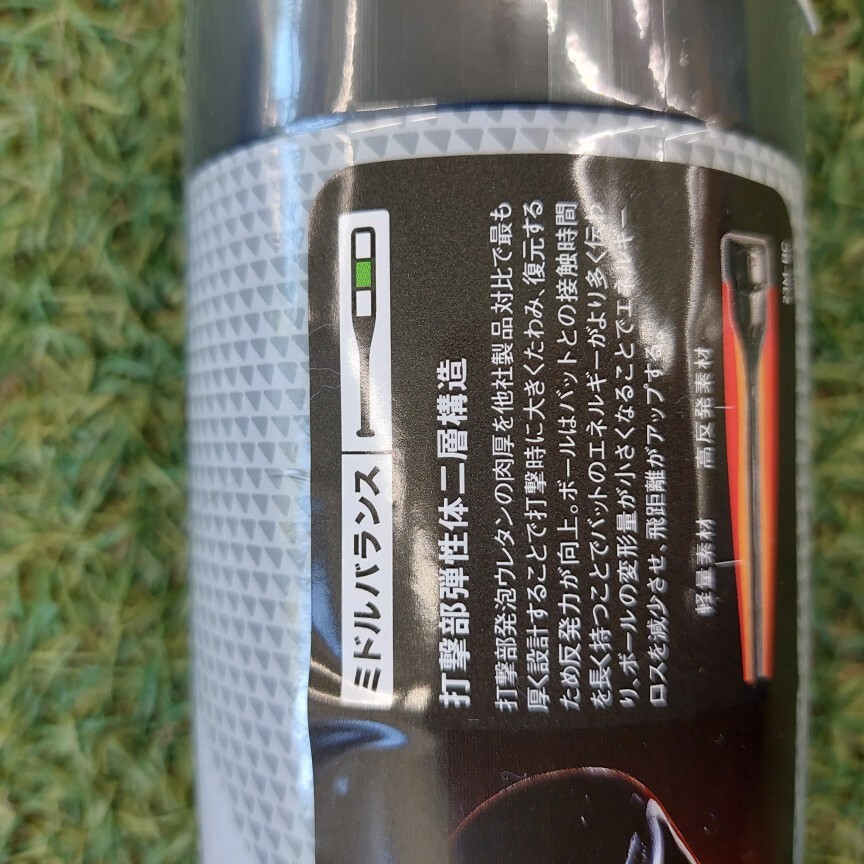 ミドルバランス
打撃部弾性体二層構造
打撃部発泡ウレタンの肉厚を他社製品対比で最も
厚く設計することで打撃時に大きくたわみ、復元する
ため反発力が向上。ボールはバットとの接触時間
を長く持つことでバットのエネルギーがより多く伝わ
り、ボールの変形量が小さくなることでエネルギー
ロスを減少させ、飛距離がアップする。
軽量素材 高反発素材